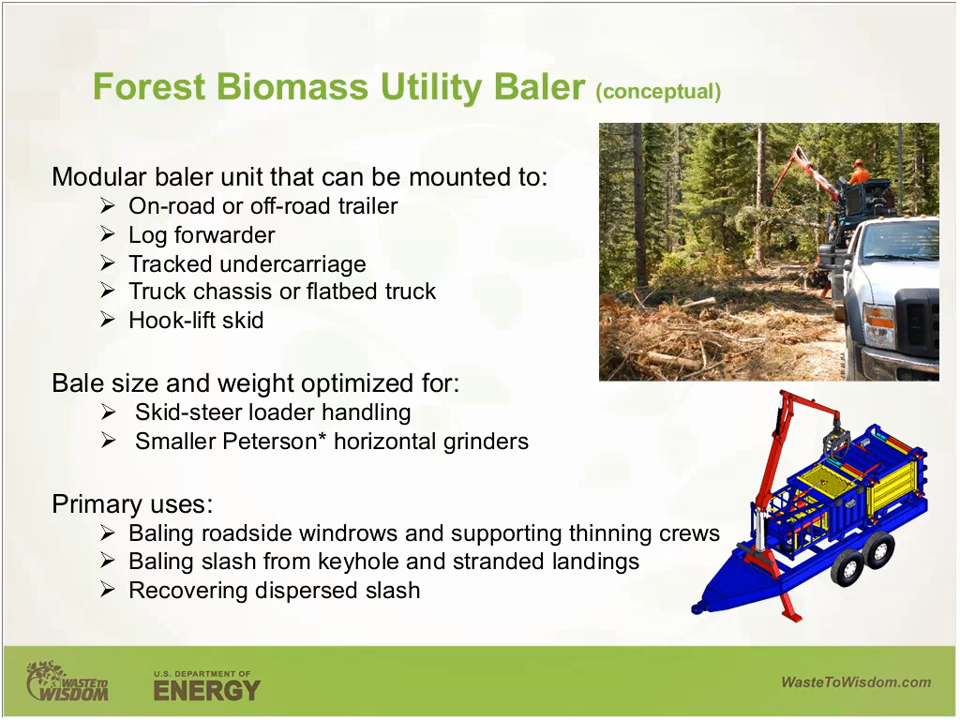 Forest Biomass Utility Baler (conceptual)
Modular baler unit that can be mounted to:
➢ On-road or off-road trailer
➢ Log forwarder
➢ Tracked undercarriage
➢ Truck chassis or flatbed truck
➢ Hook-lift skid
Bale size and weight optimized for:
➢ Skid-steer loader handling
➢ Smaller Peterson* horizontal grinders
Primary uses:
➢ Baling roadside windrows and supporting thinning crews
➢ Baling slash from keyhole and stranded landings
➢ Recovering dispersed slash
WASTE TO
WISDOM
U.S. DEPARTMENT OF
ENERGY
WasteToWisdom.com